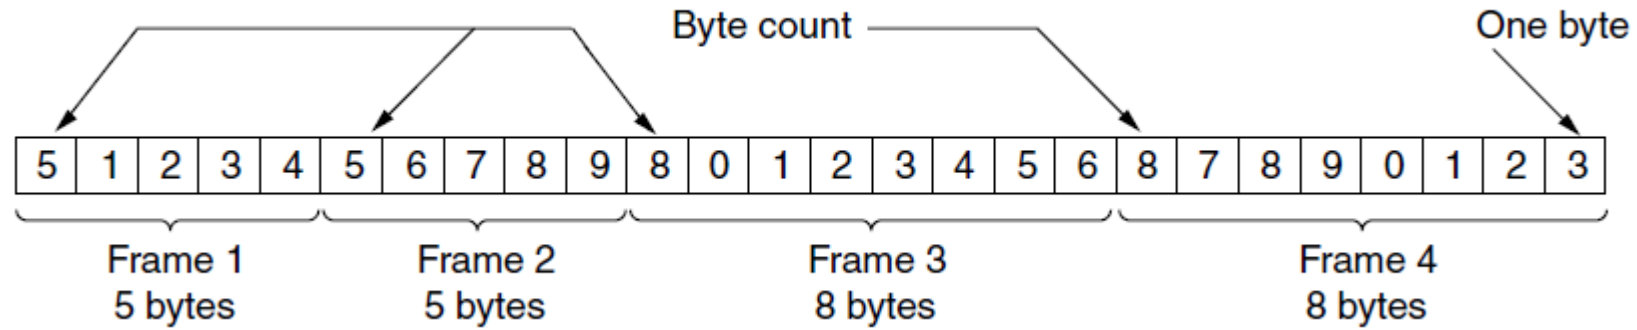 Byte count One byte
5 1 2 3 4 5 6 7 8 9 8 0 1 2 3 4 5 6 8 7 8 9 0 1 2 3
Frame 1 Frame 2 Frame 3 Frame 4
5 bytes 5 bytes 8 bytes 8 bytes